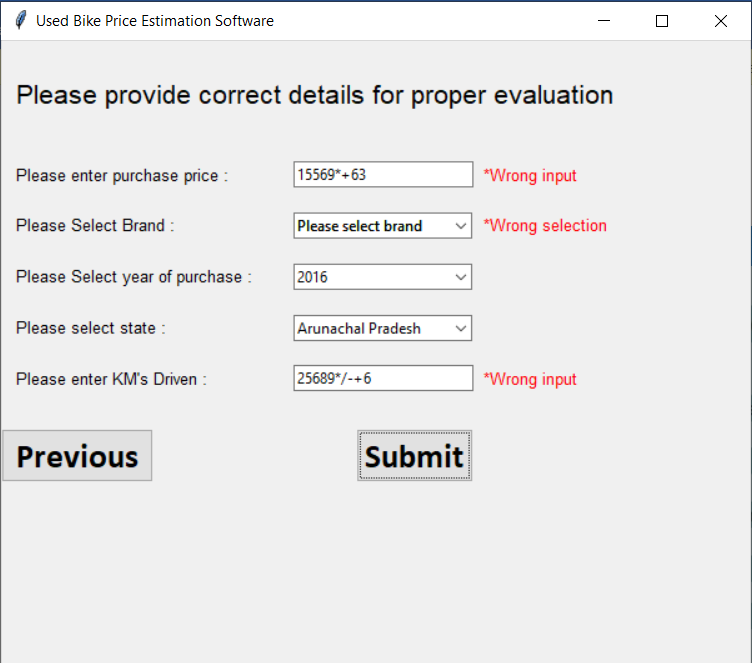 Used Bike Price Estimation Software
Please provide correct details for proper evaluation
Please enter purchase price : 15569*+63 *Wrong input
Please Select Brand : Please select brand *Wrong selection
Please Select year of purchase : 2016
Please select state : Arunachal Pradesh
Please enter KM's Driven : 25689*/-+6 *Wrong input
Previous Submit